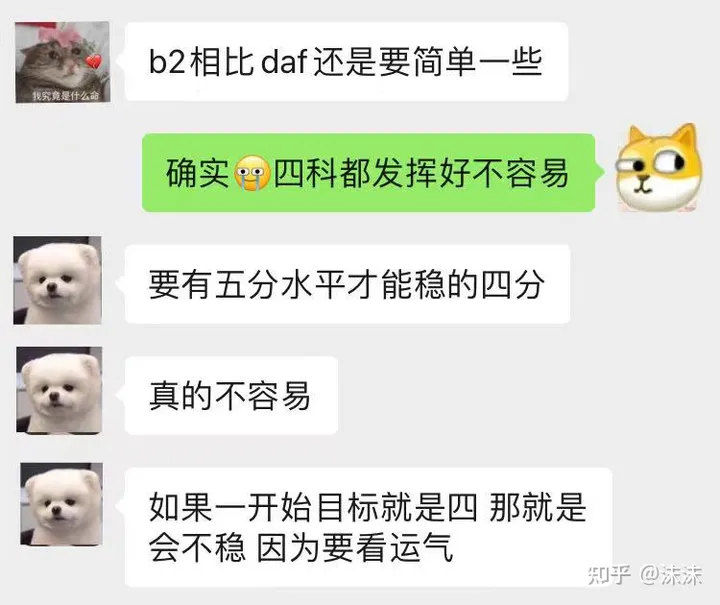 b2相比daf还是要简单一些
我究竟是什么命
确实🥹四科都发挥好不容易
要有五分水平才能稳的四分
真的不容易
如果一开始目标就是四 那就是
会不稳 因为要看运气
知乎 @沫沫